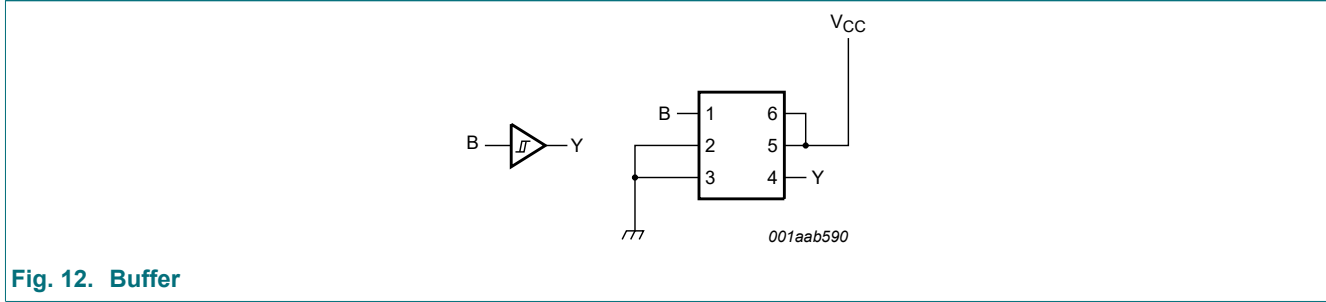 VCC
B 1 6
B Y 2 5
3 4 Y
001aab590
Fig. 12. Buffer